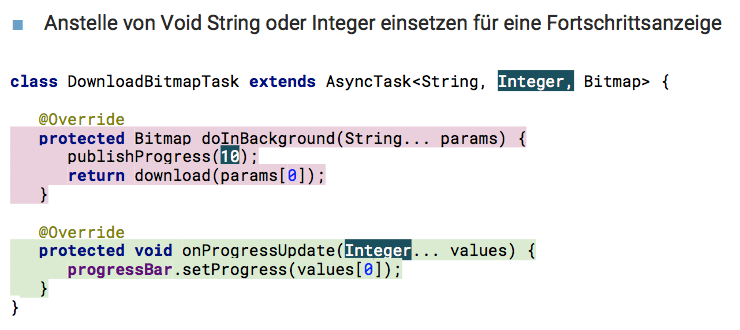 Anstelle von Void String oder Integer einsetzen für eine Fortschrittsanzeige
class DownloadBitmapTask extends AsyncTask<String, Integer, Bitmap> {
@Override
protected Bitmap doInBackground(String... params) {
publishProgress(10);
return download(params[0]);
}
@Override
protected void onProgressUpdate(Integer... values) {
progressBar.setProgress(values[0]);
}
}